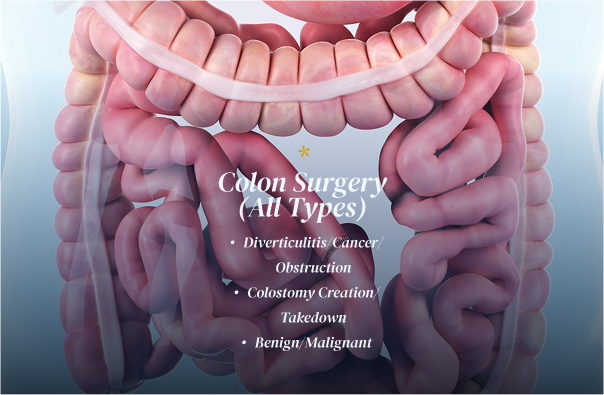 *
Colon Surgery
(All Types)
• Diverticulitis/Cancer/
Obstruction
• Colostomy Creation/
Takedown
• Benign/Malignant